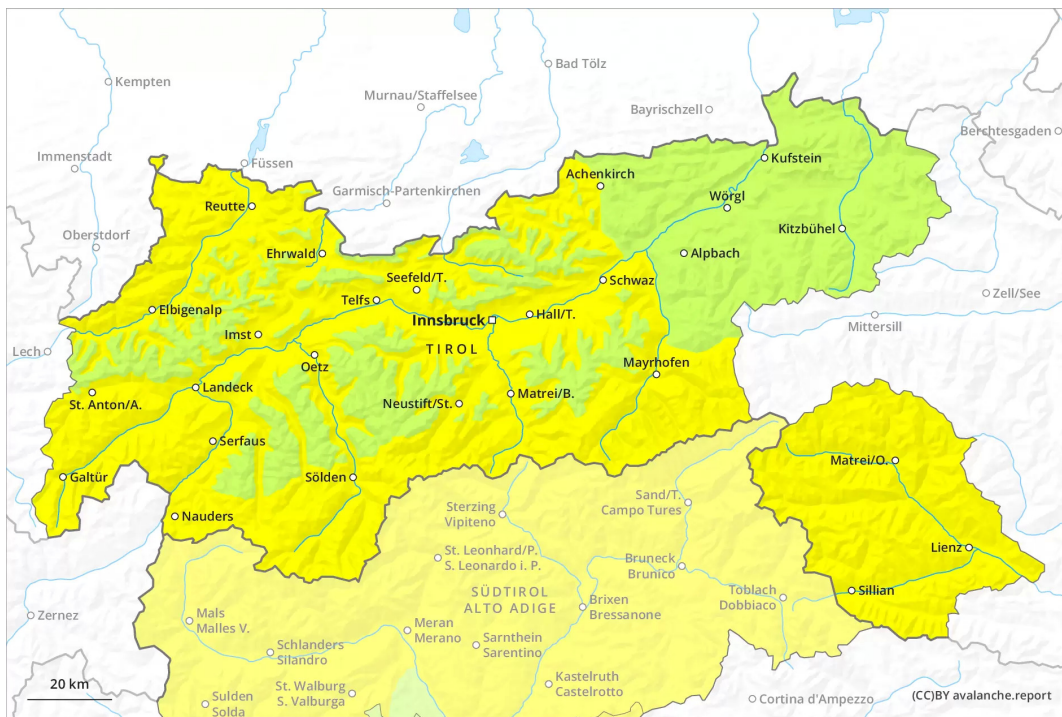 Kempten
Bad Tölz
Murnau/Staffelsee
Bayrischzell
Berchtesgaden
Immenstadt
Füssen
Kufstein
Achenkirch
Garmisch-Partenkirchen
Reutte
Wörgl
Kitzbühel
Oberstdorf
Ehrwald
Alpbach
Seefeld/T.
Schwaz
Zell/See
Telfs
Elbigenalp
Innsbruck
Hall/T.
Mittersill
Imst
TIROL
Lech
Oetz
Mayrhofen
Landeck
St. Anton/A.
Neustift/St.
Matrei/B.
Serfaus
Matrei/O.
Galtür
Sölden
Sterzing
Vipiteno
Sand/T.
Campo Tures
Nauders
Lienz
St. Leonhard/P.
S. Leonardo i. P.
Bruneck
Brunico
SÜDTIROL
ALTO ADIGE
Sillian
Toblach
Dobbiaco
Brixen
Bressanone
Zernez
Mals
Malles V.
Meran
Merano
Schlanders
Silandro
Sarnthein
Sarentino
Kastelruth
Castelrotto
20 km
St. Walburg
S. Valburga
Sulden
Solda
Cortina d'Ampezzo
(CC)BY avalanche.report